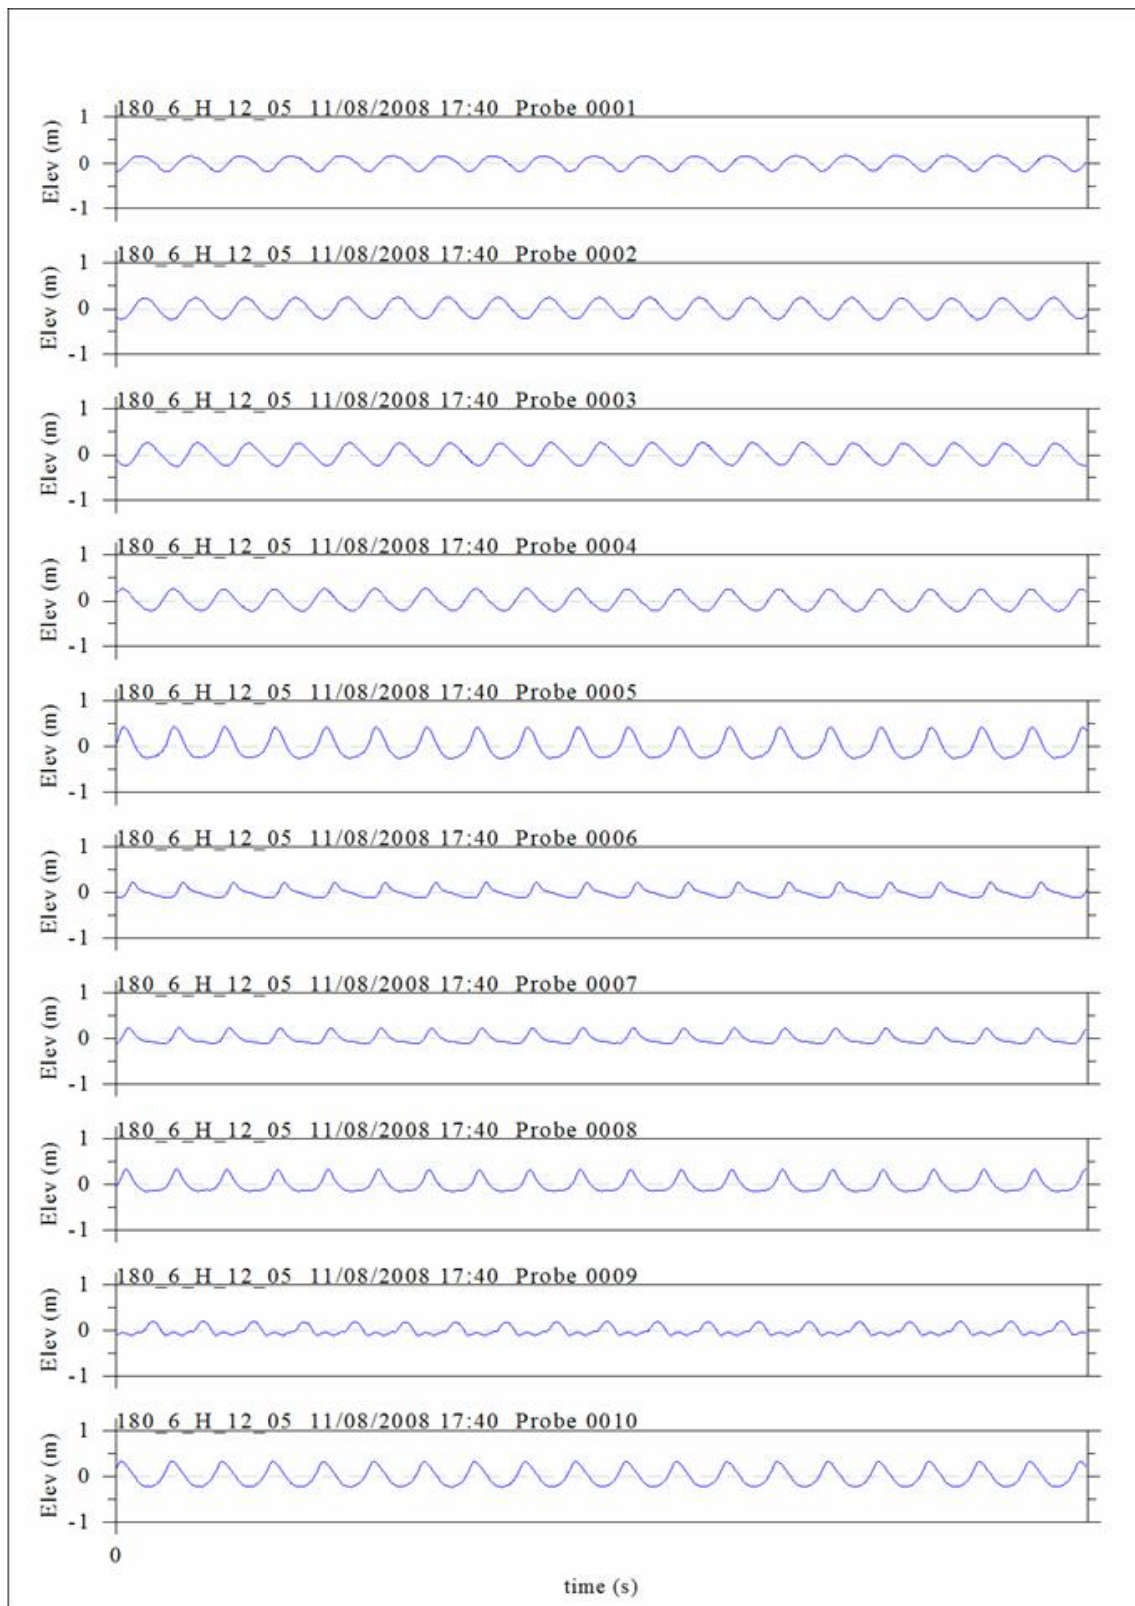 180_6_H_12_05 11/08/2008 17:40 Probe 0001
1
0
-1
Elev (m)
180_6_H_12_05 11/08/2008 17:40 Probe 0002
1
0
-1
Elev (m)
180_6_H_12_05 11/08/2008 17:40 Probe 0003
1
0
-1
Elev (m)
180_6_H_12_05 11/08/2008 17:40 Probe 0004
1
0
-1
Elev (m)
180_6_H_12_05 11/08/2008 17:40 Probe 0005
1
0
-1
Elev (m)
180_6_H_12_05 11/08/2008 17:40 Probe 0006
1
0
-1
Elev (m)
180_6_H_12_05 11/08/2008 17:40 Probe 0007
1
0
-1
Elev (m)
180_6_H_12_05 11/08/2008 17:40 Probe 0008
1
0
-1
Elev (m)
180_6_H_12_05 11/08/2008 17:40 Probe 0009
1
0
-1
Elev (m)
180_6_H_12_05 11/08/2008 17:40 Probe 0010
1
0
-1
Elev (m)
0
time (s)